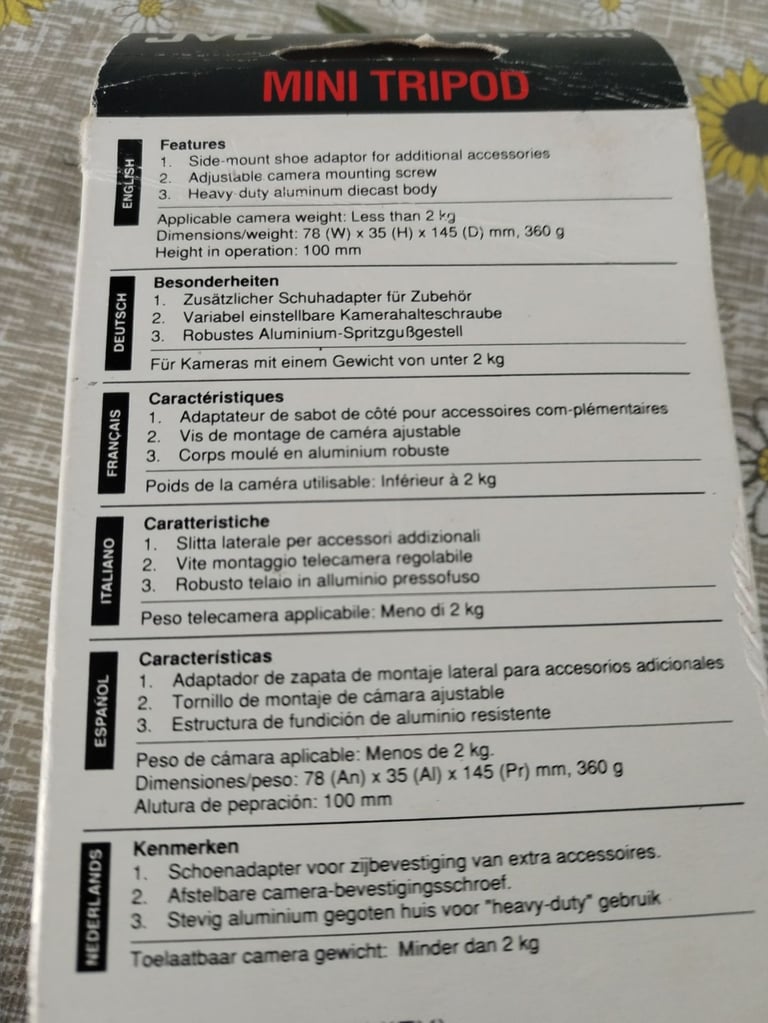 MINI TRIPOD
ENGLISH
Features
1. Side-mount shoe adaptor for additional accessories
2. Adjustable camera mounting screw
3. Heavy duty aluminum diecast body
Applicable camera weight: Less than 2 kg
Dimensions/weight: 78 (W) x 35 (H) x 145 (D) mm, 360 g
Height in operation: 100 mm
DEUTSCH
Besonderheiten
1. Zusätzlicher Schuhadapter für Zubehör
2. Variabel einstellbare Kamerahalteschraube
3. Robustes Aluminium-Spritzgußgestell
Für Kameras mit einem Gewicht von unter 2 kg
FRANÇAIS
Caractéristiques
1. Adaptateur de sabot de côté pour accessoires com-plémentaires
2. Vis de montage de caméra ajustable
3. Corps moulé en aluminium robuste
Poids de la caméra utilisable: Inférieur à 2 kg
ITALIANO
Caratteristiche
1. Slitta laterale per accessori addizionali
2. Vite montaggio telecamera regolabile
3. Robusto telaio in alluminio pressofuso
Peso telecamera applicabile: Meno di 2 kg
ESPAÑOL
Características
1. Adaptador de zapata de montaje lateral para accesorios adicionales
2. Tornillo de montaje de cámara ajustable
3. Estructura de fundición de aluminio resistente
Peso de cámara aplicable: Menos de 2 kg.
Dimensiones/peso: 78 (An) x 35 (Al) x 145 (Pr) mm, 360 g
Alutura de pepración: 100 mm
NEDERLANDS
Kenmerken
1. Schoenadapter voor zijbevestiging van extra accessoires.
2. Afstelbare camera-bevestigingsschroef.
3. Stevig aluminium gegoten huis voor "heavy-duty" gebruik
Toelaatbaar camera gewicht: Minder dan 2 kg